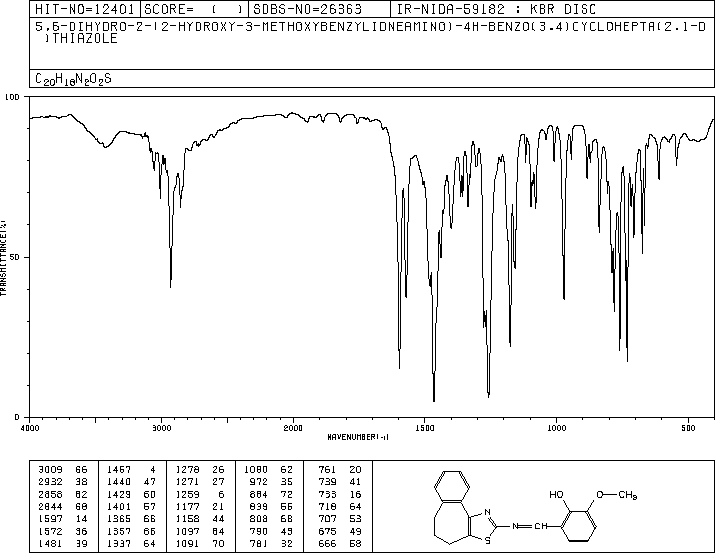 HIT-NO=12401 SCORE= ( ) SDBS-NO=26363 IR-NIDA-59182 : KBR DISC
5,6-DIHYDRO-2-(2-HYDROXY-3-METHOXYBENZYLIDNEAMINO)-4H-BENZO(3.4)CYCLOHEPTA(2.1-D
)THIAZOLE
C20H18N2O2S
100
50
0
TRANSMITTANCE(%)
4000 3000 2000 1500 1000 500
WAVENUMBER(-1)
3009 66 1467 4 1278 26 1080 62 761 20
2932 38 1440 47 1271 27 972 35 739 41
2858 62 1429 60 1259 6 884 72 733 16
2844 68 1401 57 1177 21 839 55 718 64
1597 14 1365 66 1158 44 808 68 707 53
1572 36 1357 66 1097 84 790 49 675 49
1481 39 1337 64 1091 70 781 32 666 58
HO
N
O
CH3
N
CH
S